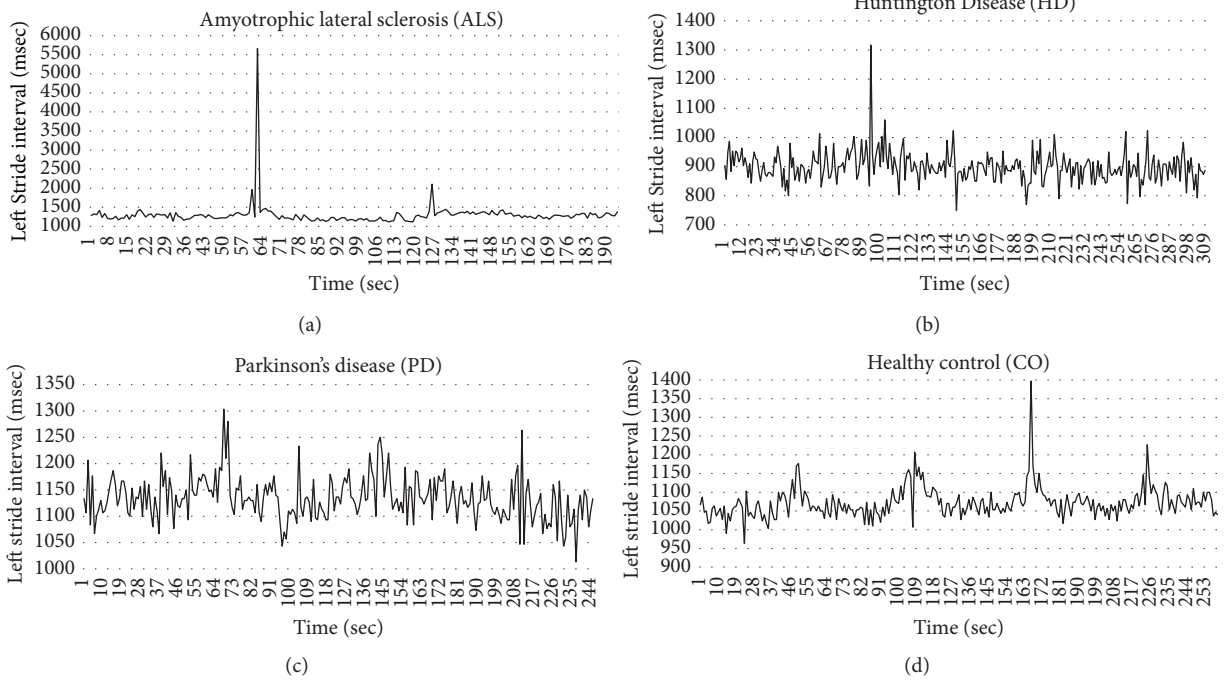 Amyotrophic lateral sclerosis (ALS)
Left Stride interval (msec)
6000
5500
5000
4500
4000
3500
3000
2500
2000
1500
1000
1 8 15 22 29 36 43 50 57 64 71 78 85 92 99 106 113 120 127 134 141 148 155 162 169 176 183 190
Time (sec)
(a)
Huntington Disease (HD)
Left Stride interval (msec)
1400
1300
1200
1100
1000
900
800
700
1 12 23 34 45 56 67 78 89 100 111 122 133 144 155 166 177 188 199 210 221 232 243 254 265 276 287 298 309
Time (sec)
(b)
Parkinson's disease (PD)
Left stride interval (msec)
1350
1300
1250
1200
1150
1100
1050
1000
1 10 19 28 37 46 55 64 73 82 91 100 109 118 127 136 145 154 163 172 181 190 199 208 217 226 235 244
Time (sec)
(c)
Healthy control (CO)
Left stride interval (msec)
1400
1350
1300
1250
1200
1150
1100
1050
1000
950
900
1 10 19 28 37 46 55 64 73 82 91 100 109 118 127 136 145 154 163 172 181 190 199 208 217 226 235 244 253
Time (sec)
(d)